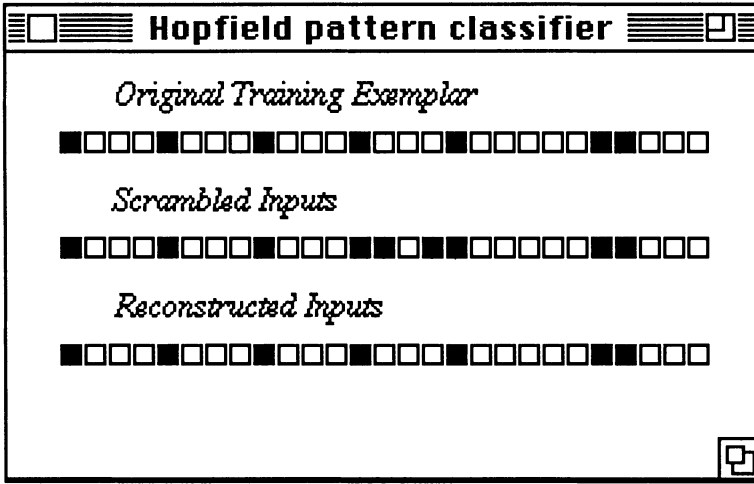 Hopfield pattern classifier
Original Training Exemplar
Scrambled Inputs
Reconstructed Inputs